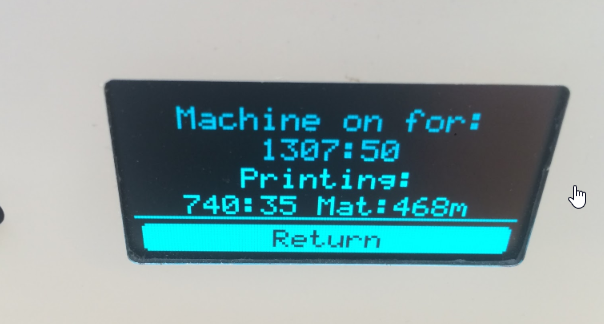 Machine on for:
1307:50
Printing:
740:35 Mat:468m
Return